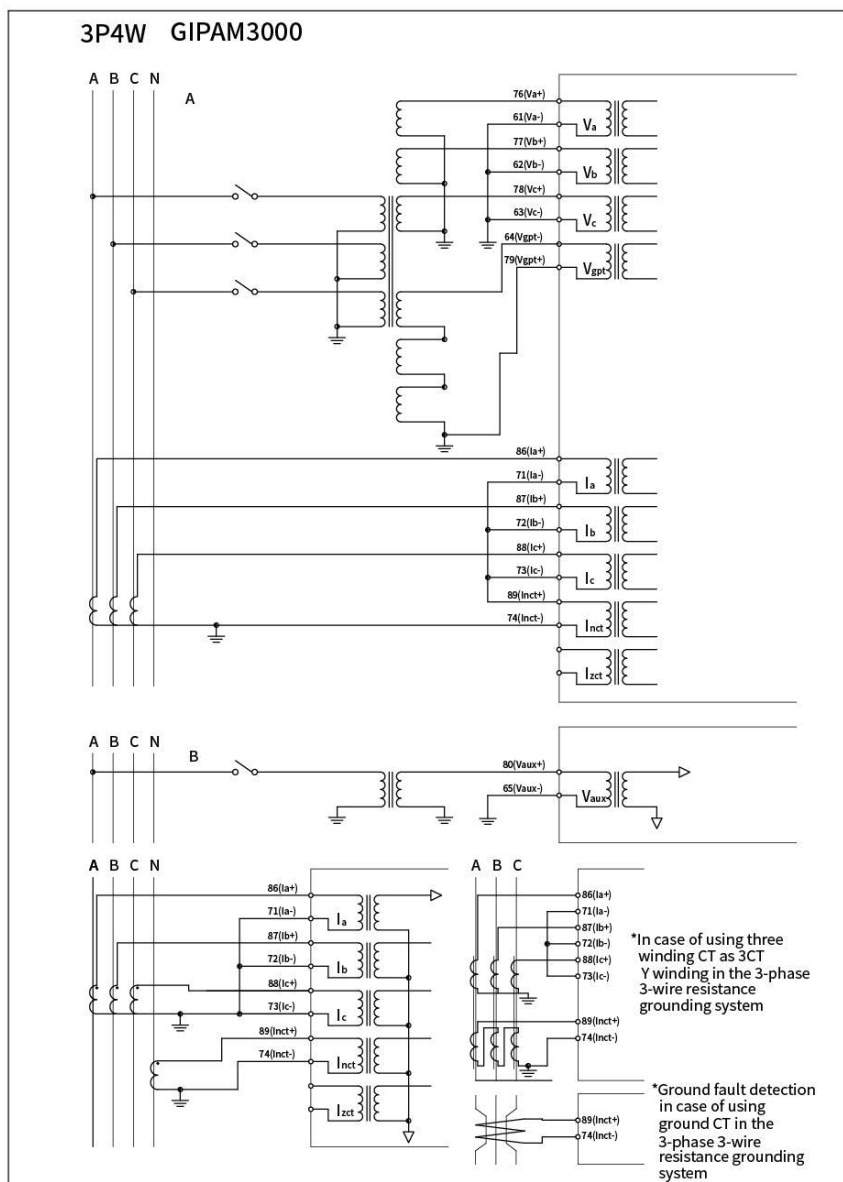 3P4W GIPAM3000
A B C N
A
76(Va+)
61(Va-)
Va
77(Vb+)
62(Vb-)
Vb
78(Vc+)
63(Vc-)
Vc
64(Vgpt-)
79(Vgpt+)
Vgpt
86(Ia+)
71(Ia-)
Ia
87(Ib+)
72(Ib-)
Ib
88(Ic+)
73(Ic-)
Ic
89(Inct+)
74(Inct-)
Inct
Izct
A B C N
B
80(Vaux+)
65(Vaux-)
Vaux
A B C N
86(Ia+)
71(Ia-)
Ia
87(Ib+)
72(Ib-)
Ib
88(Ic+)
73(Ic-)
Ic
89(Inct+)
74(Inct-)
Inct
Izct
A B C
86(Ia+)
71(Ia-)
87(Ib+)
72(Ib-)
88(Ic+)
73(Ic-)
89(Inct+)
74(Inct-)
*In case of using three
winding CT as 3CT
Y winding in the 3-phase
3-wire resistance
grounding system
89(Inct+)
74(Inct-)
*Ground fault detection
in case of using
ground CT in the
3-phase 3-wire
resistance grounding
system